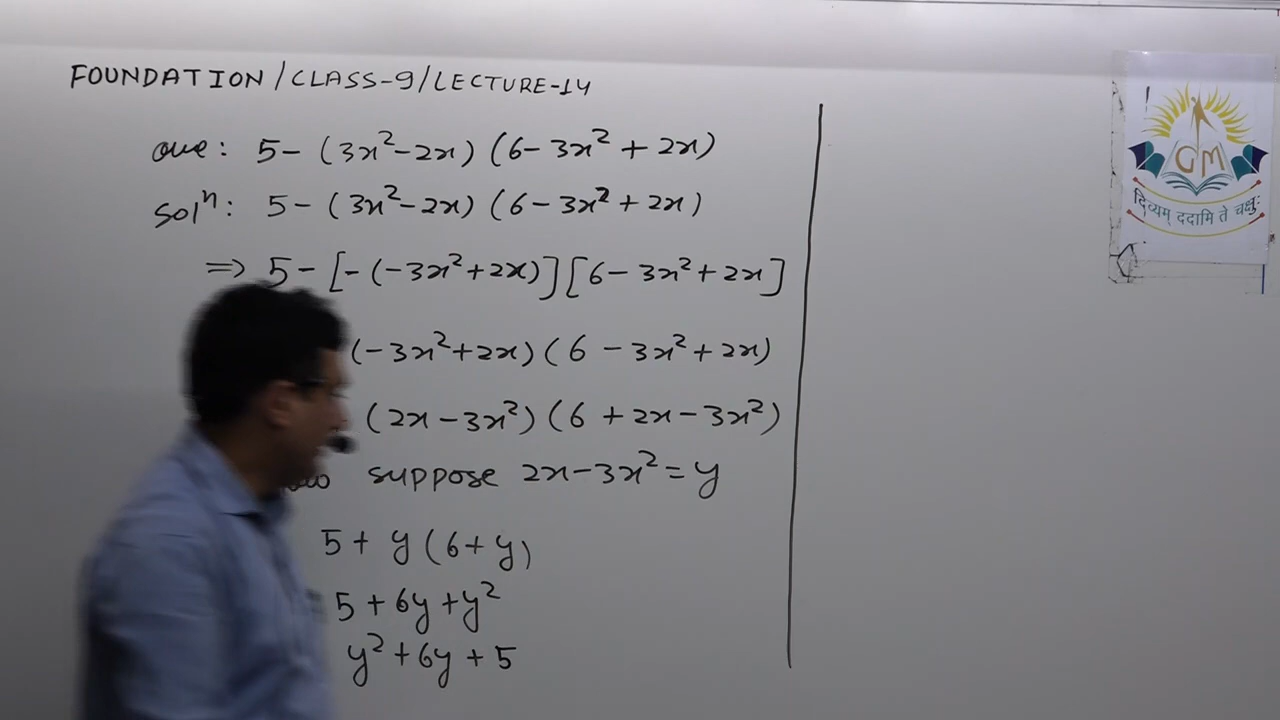 FOUNDATION/CLASS-9/LECTURE-14
que: 5-(3x²-2x)(6-3x²+2x)
solⁿ: 5-(3x²-2x)(6-3x²+2x)
⇒ 5-[-(-3x²+2x)][6-3x²+2x]
(-3x²+2x)(6-3x²+2x)
(2x-3x²)(6+2x-3x²)
suppose 2x-3x²=y
5+y(6+y)
5+6y+y²
y²+6y+5
GM
दिव्यम् ददामि ते चक्षुः